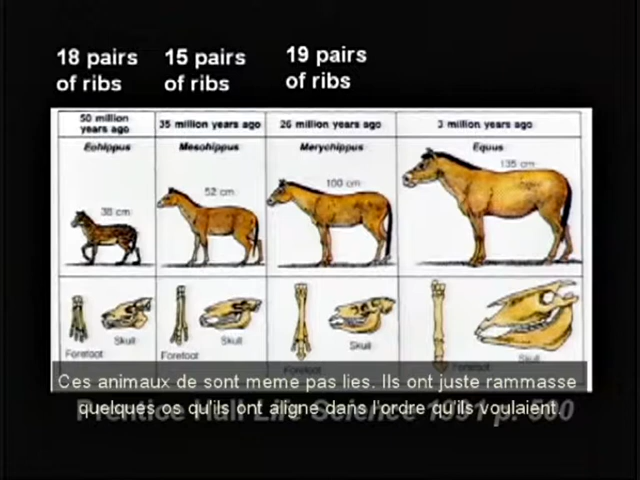 18 pairs
of ribs
15 pairs
of ribs
19 pairs
of ribs
50 million
years ago
35 million years ago
26 million years ago
3 million years ago
Eohippus
Mesohippus
Merychippus
Equus
38 cm
52 cm
100 cm
135 cm
Forefoot
Skull
Forefoot
Skull
Forefoot
Skull
Forefoot
Skull
Ces animaux de sont meme pas lies. Ils ont juste rammasse
quelques os qu'ils ont aligne dans l'ordre qu'ils voulaient.
Prentice Hall Life Science 1991 p.